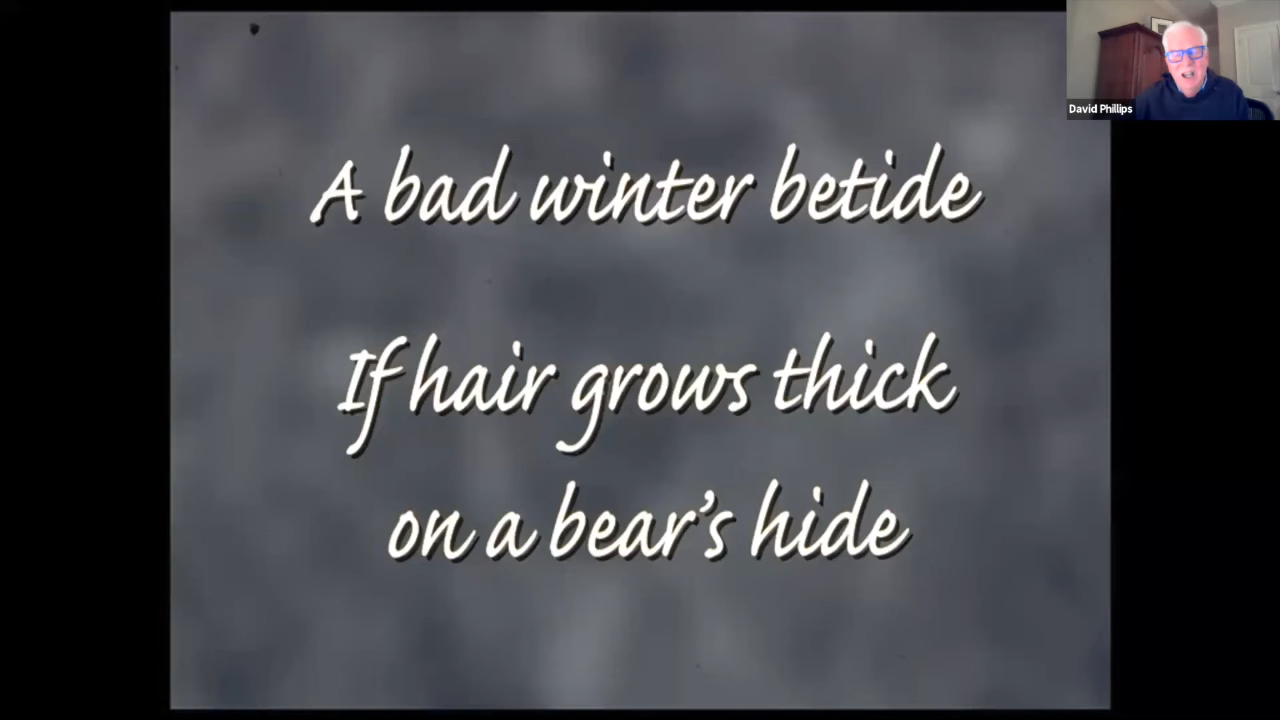 David Phillips
A bad winter betide
If hair grows thick
on a bear’s hide